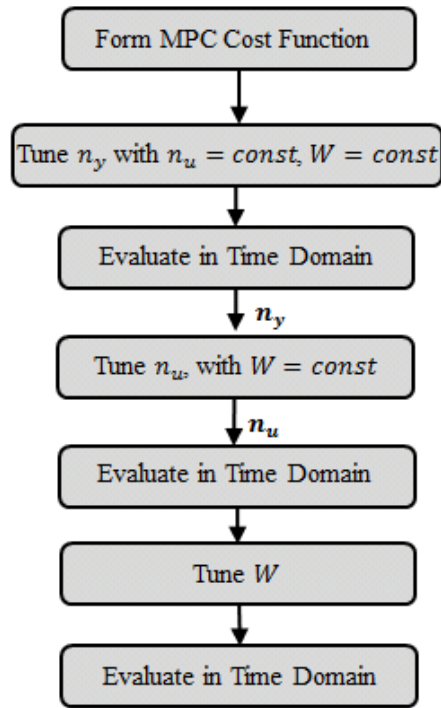 Form MPC Cost Function
Tune n_y with n_u = const, W = const
Evaluate in Time Domain
n_y
Tune n_u, with W = const
n_u
Evaluate in Time Domain
Tune W
Evaluate in Time Domain